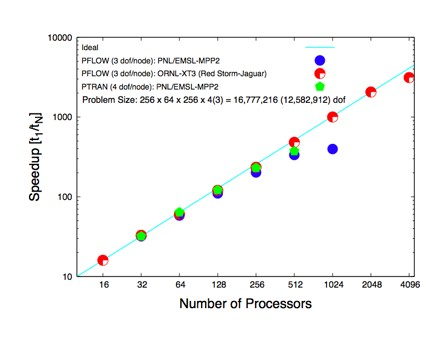 10000
1000
100
10
Speedup [t1/tN]
Ideal
PFLOW (3 dof/node): PNL/EMSL-MPP2
PFLOW (3 dof/node): ORNL-XT3 (Red Storm-Jaguar)
PTRAN (4 dof/node): PNL/EMSL-MPP2
Problem Size: 256 x 64 x 256 x 4(3) = 16,777,216 (12,582,912) dof
16 32 64 128 256 512 1024 2048 4096
Number of Processors